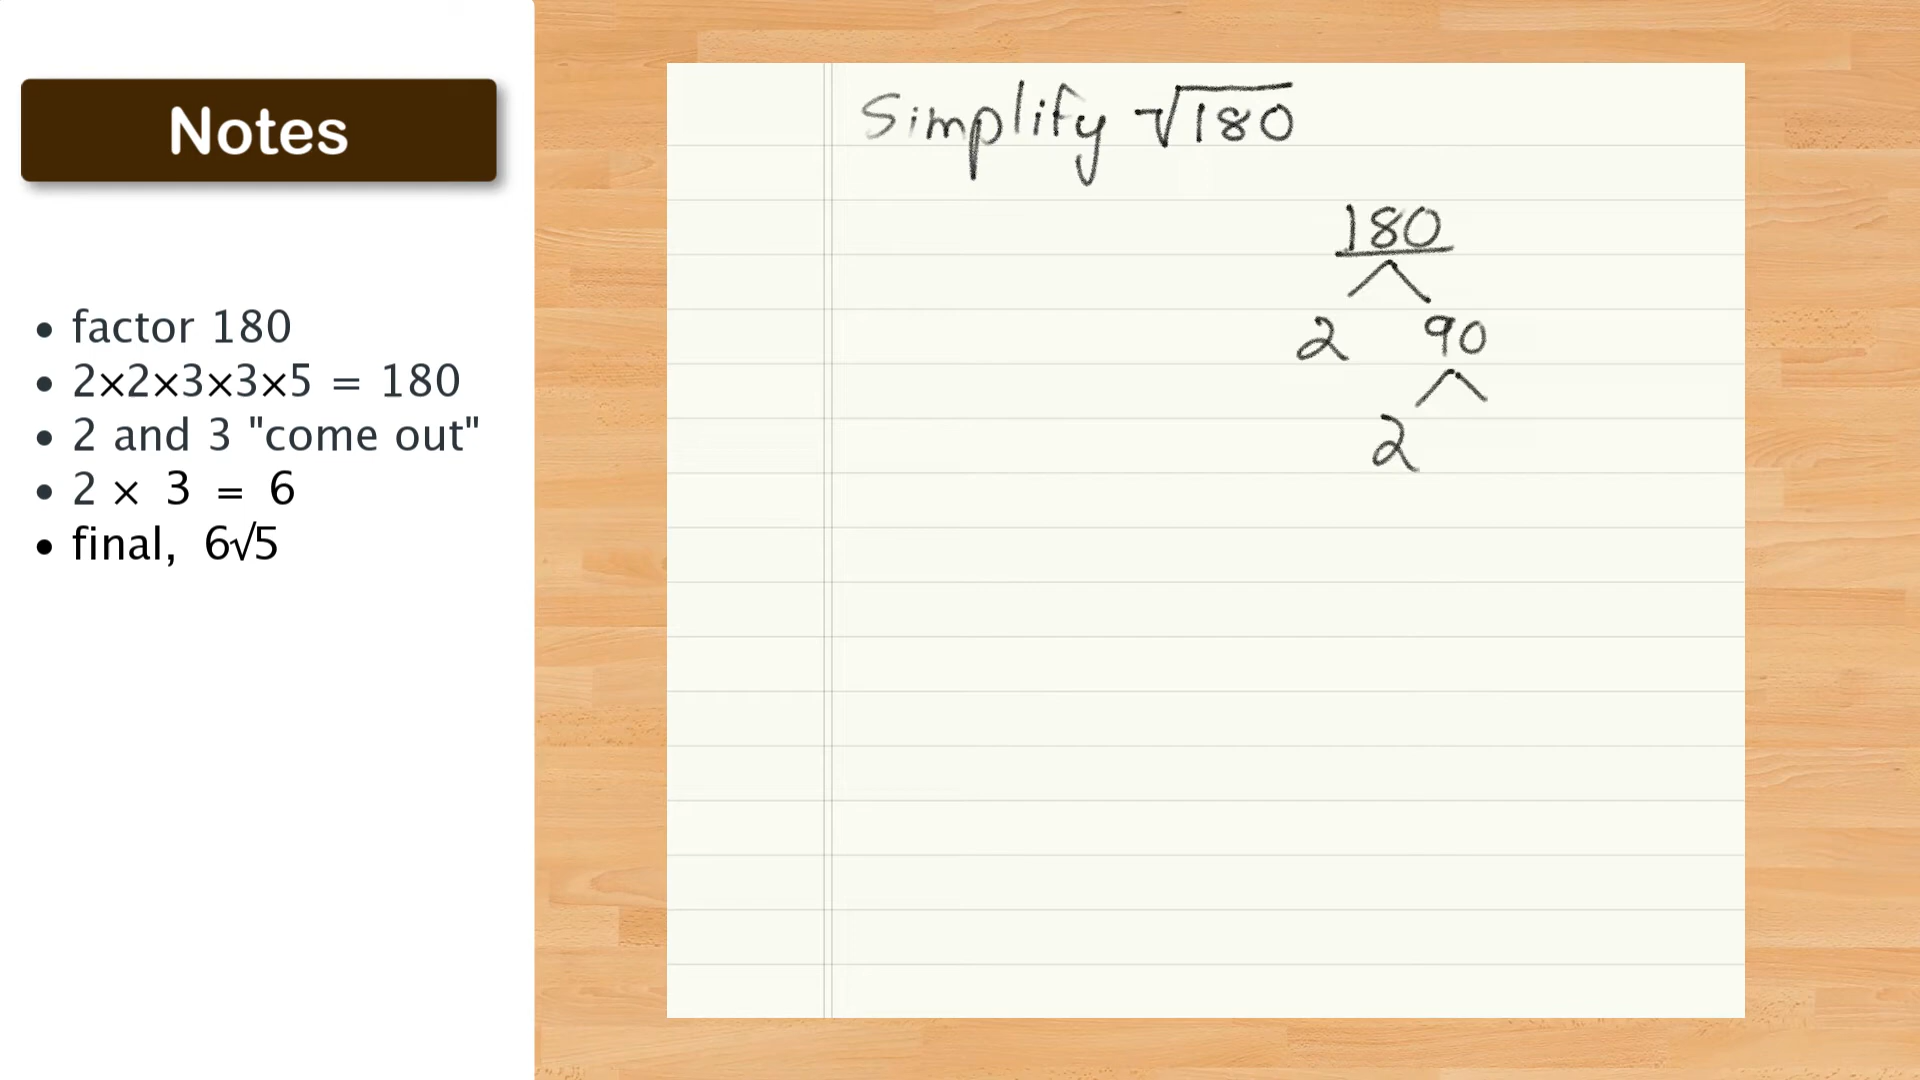 Notes
• factor 180
• 2×2×3×3×5 = 180
• 2 and 3 "come out"
• 2 × 3 = 6
• final, 6√5
Simplify √180
180
2 90
2